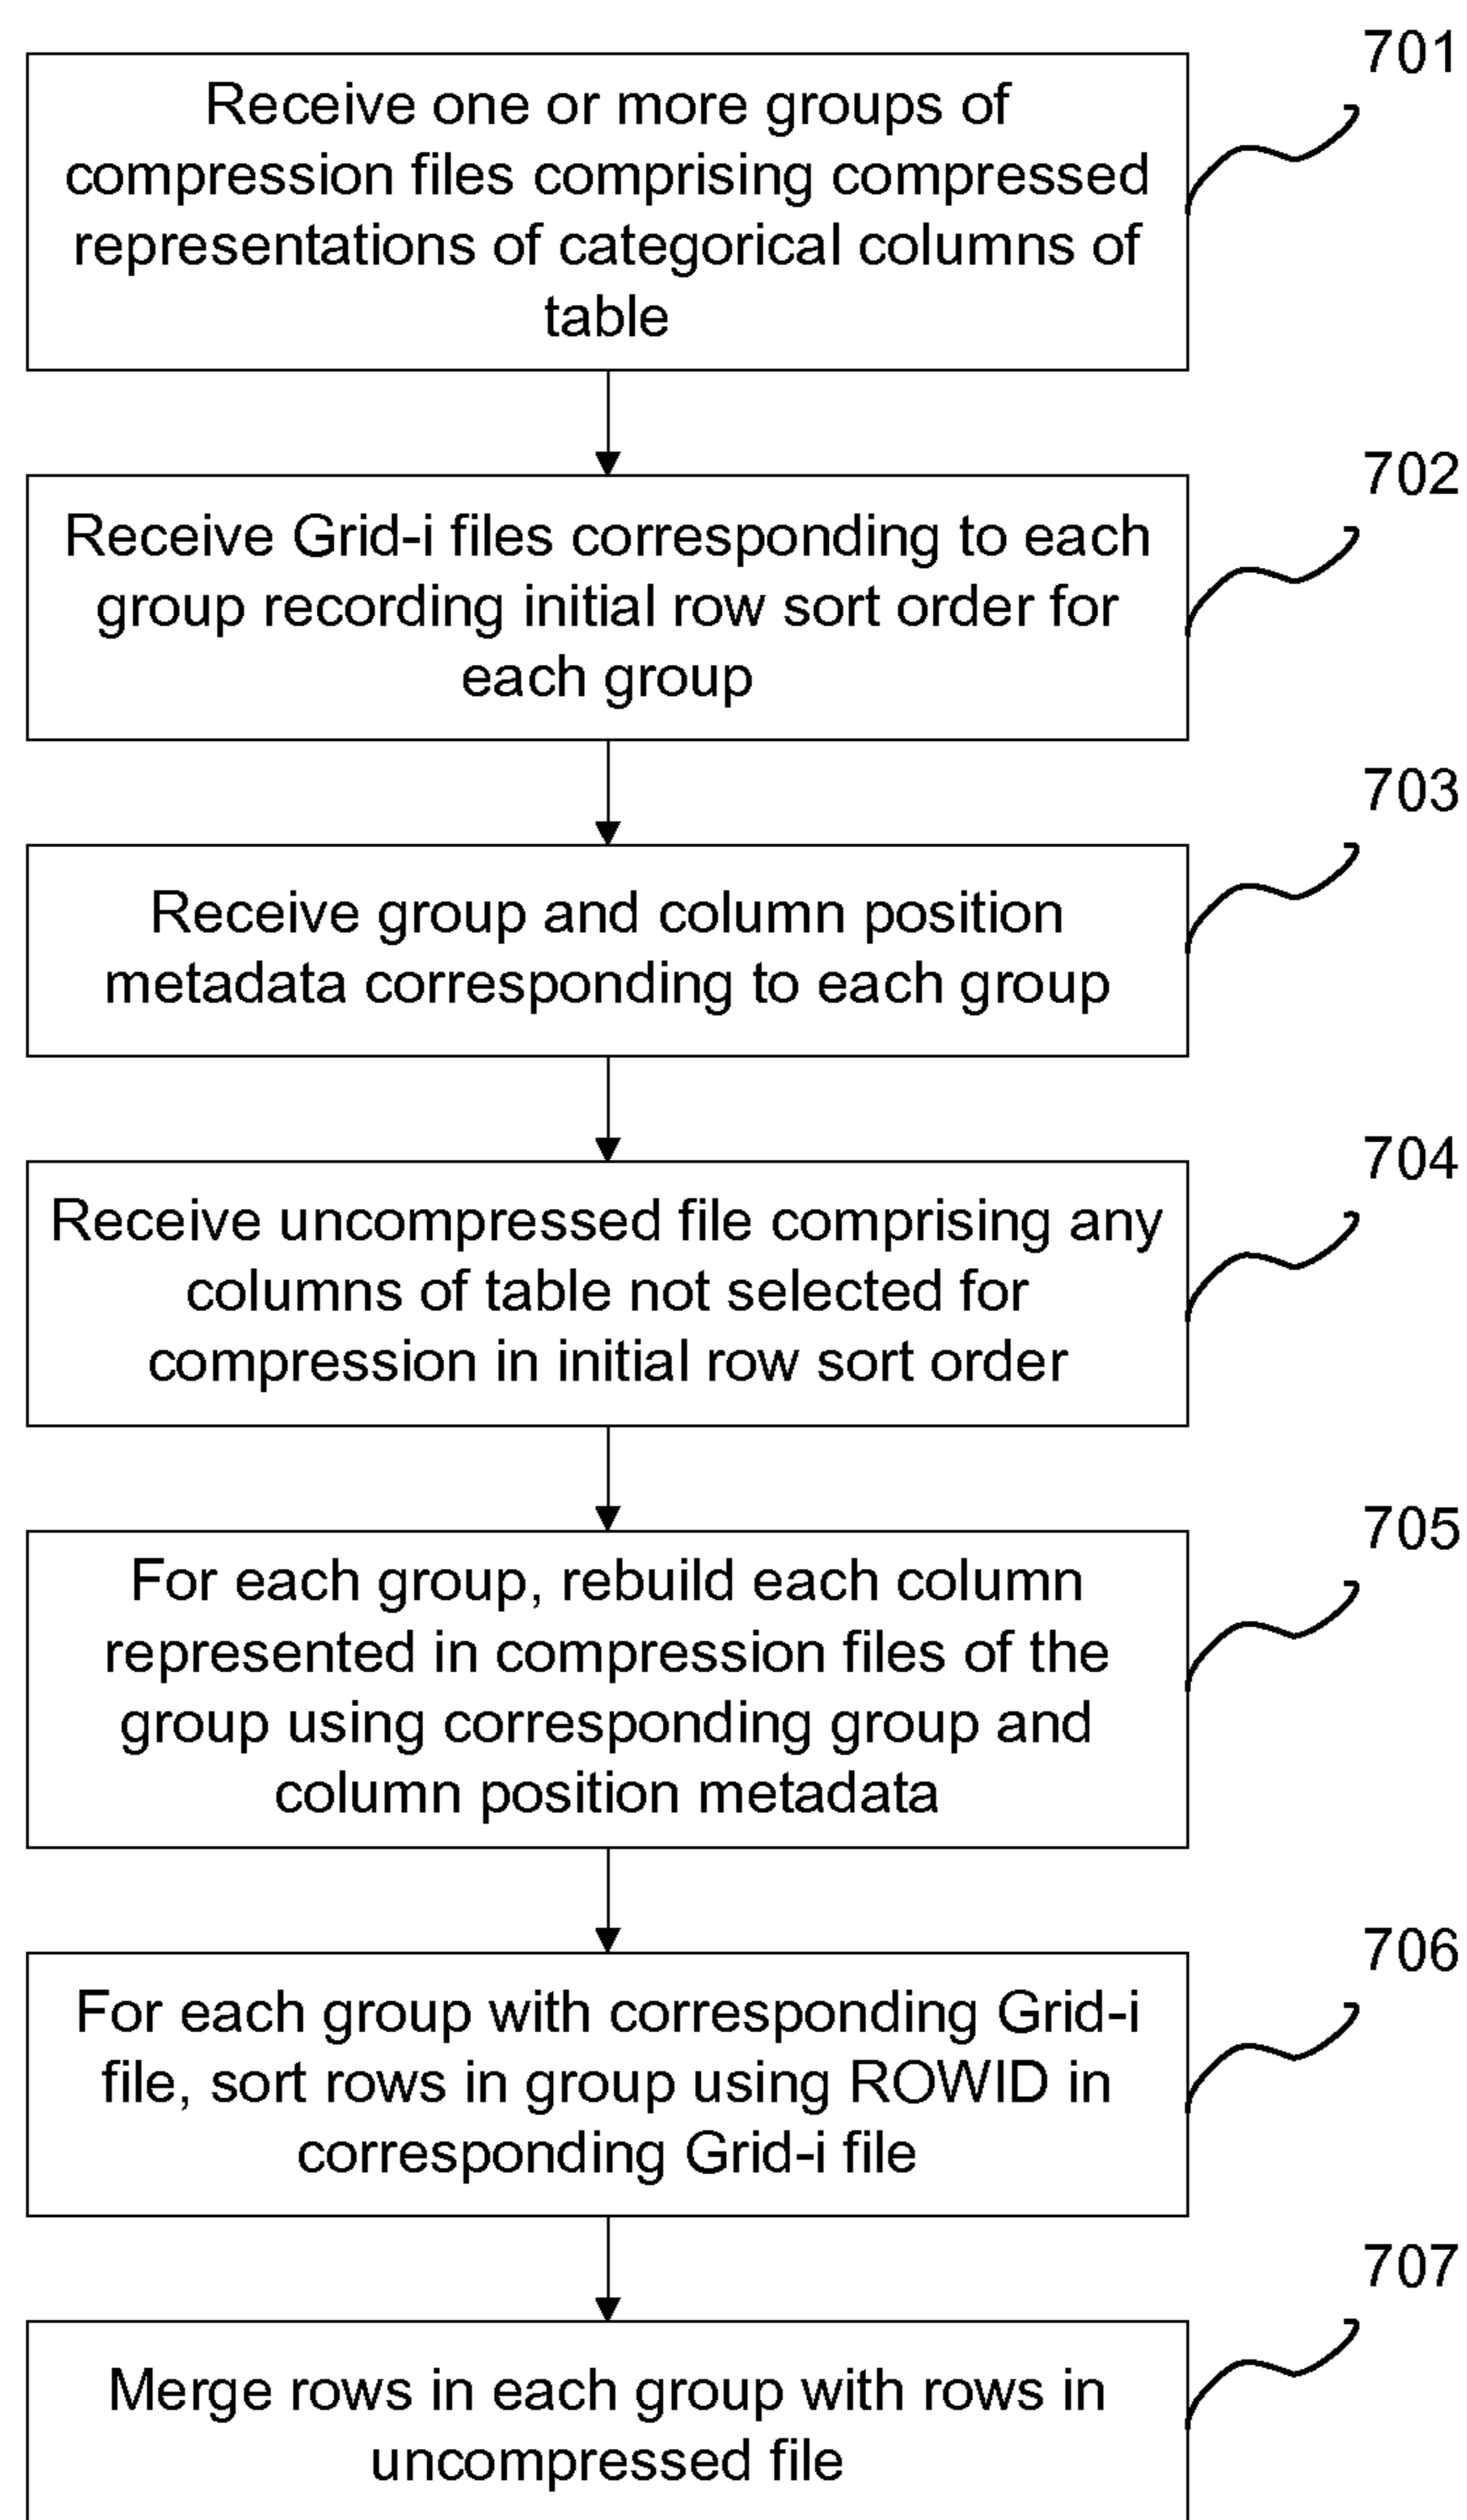 701
Receive one or more groups of
compression files comprising compressed
representations of categorical columns of
table
702
Receive Grid-i files corresponding to each
group recording initial row sort order for
each group
703
Receive group and column position
metadata corresponding to each group
704
Receive uncompressed file comprising any
columns of table not selected for
compression in initial row sort order
705
For each group, rebuild each column
represented in compression files of the
group using corresponding group and
column position metadata
706
For each group with corresponding Grid-i
file, sort rows in group using ROWID in
corresponding Grid-i file
707
Merge rows in each group with rows in
uncompressed file